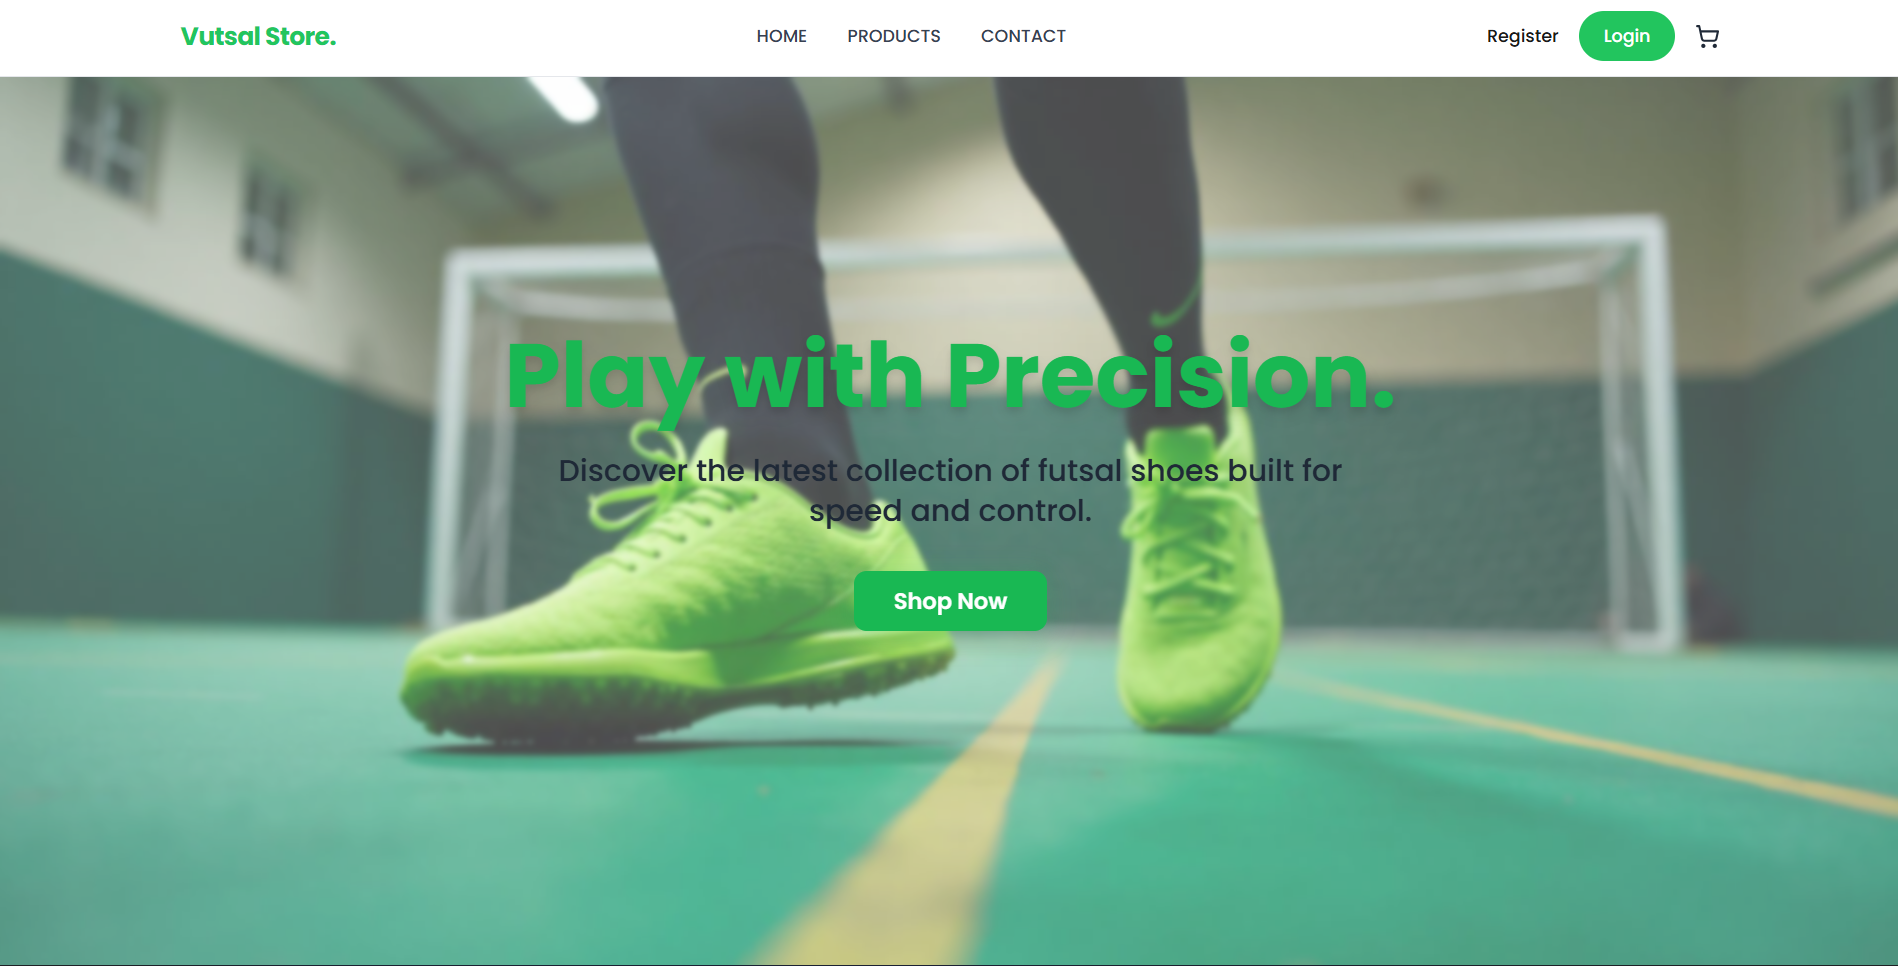 Vutsal Store.
HOME PRODUCTS CONTACT
Register Login
Play with Precision.
Discover the latest collection of futsal shoes built for
speed and control.
Shop Now